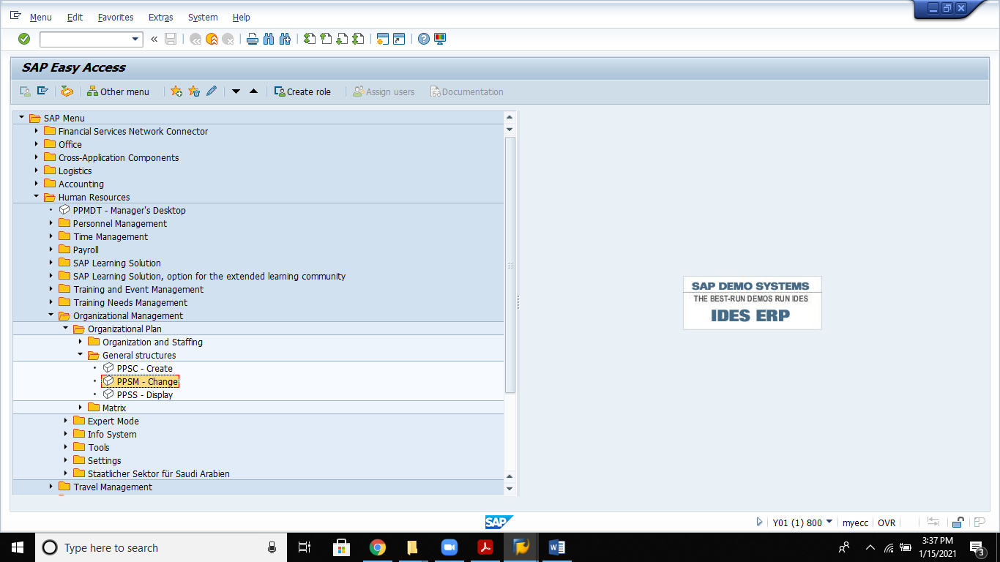 Menu Edit Favorites Extras System Help
SAP Easy Access
Other menu Create role Assign users Documentation
SAP Menu
Financial Services Network Connector
Office
Cross-Application Components
Logistics
Accounting
Human Resources
PPMDT - Manager's Desktop
Personnel Management
Time Management
Payroll
SAP Learning Solution
SAP Learning Solution, option for the extended learning community
Training and Event Management
Training Needs Management
Organizational Management
Organizational Plan
Organization and Staffing
General structures
PPSC - Create
PPSM - Change
PPSS - Display
Matrix
Expert Mode
Info System
Tools
Settings
Staatlicher Sektor für Saudi Arabien
Travel Management
SAP DEMO SYSTEMS
THE BEST-RUN DEMOS RUN IDES
IDES ERP
SAP
Y01 (1) 800 myecc OVR
Type here to search
3:37 PM
1/15/2021
3